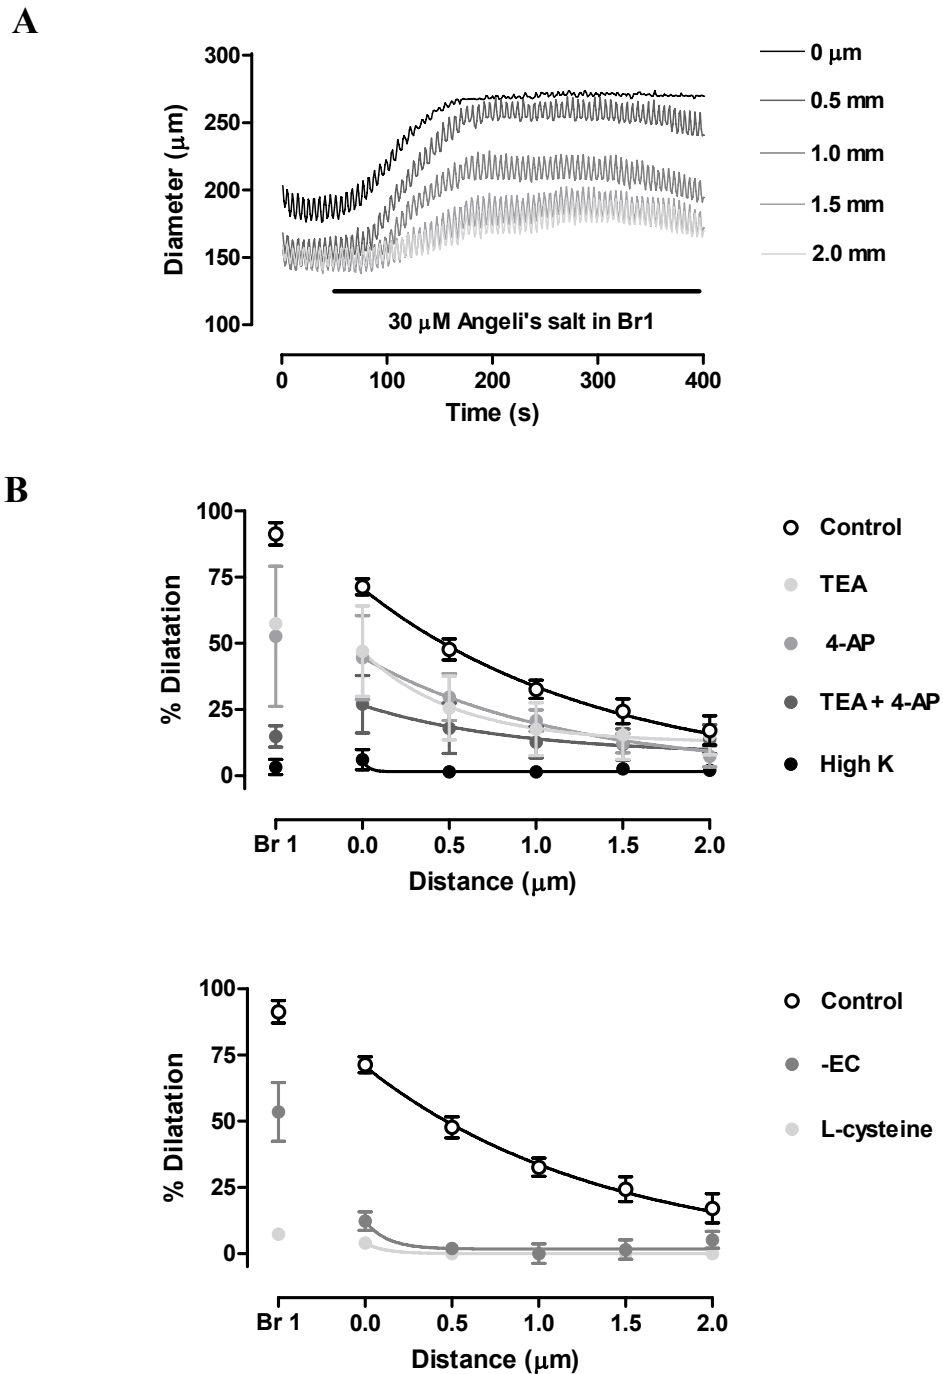 A
300
250
200
150
100
Diameter (μm)
0 μm
0.5 mm
1.0 mm
1.5 mm
2.0 mm
30 μM Angeli's salt in Br1
0 100 200 300 400
Time (s)
B
100
75
50
25
0
% Dilatation
Control
TEA
4-AP
TEA + 4-AP
High K
Br 1 0.0 0.5 1.0 1.5 2.0
Distance (μm)
100
75
50
25
0
% Dilatation
Control
-EC
L-cysteine
Br 1 0.0 0.5 1.0 1.5 2.0
Distance (μm)